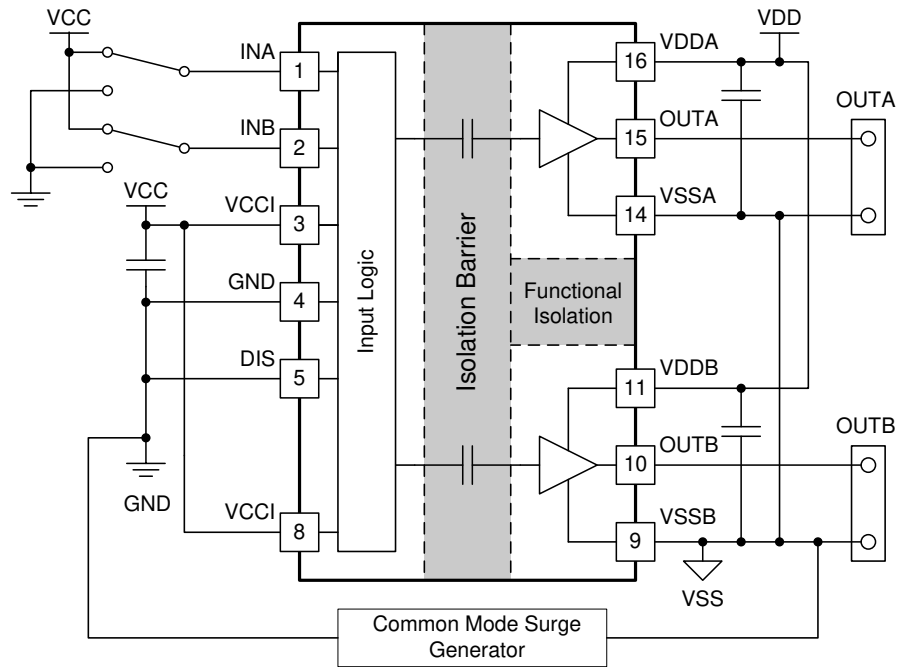 VCC
INA
1
INB
2
VCC
VCCI
3
GND
4
DIS
5
GND
VCCI
8
Input Logic
Isolation Barrier
Functional
Isolation
16
VDDA
VDD
15
OUTA
OUTA
14
VSSA
11
VDDB
10
OUTB
OUTB
9
VSSB
VSS
Common Mode Surge
Generator